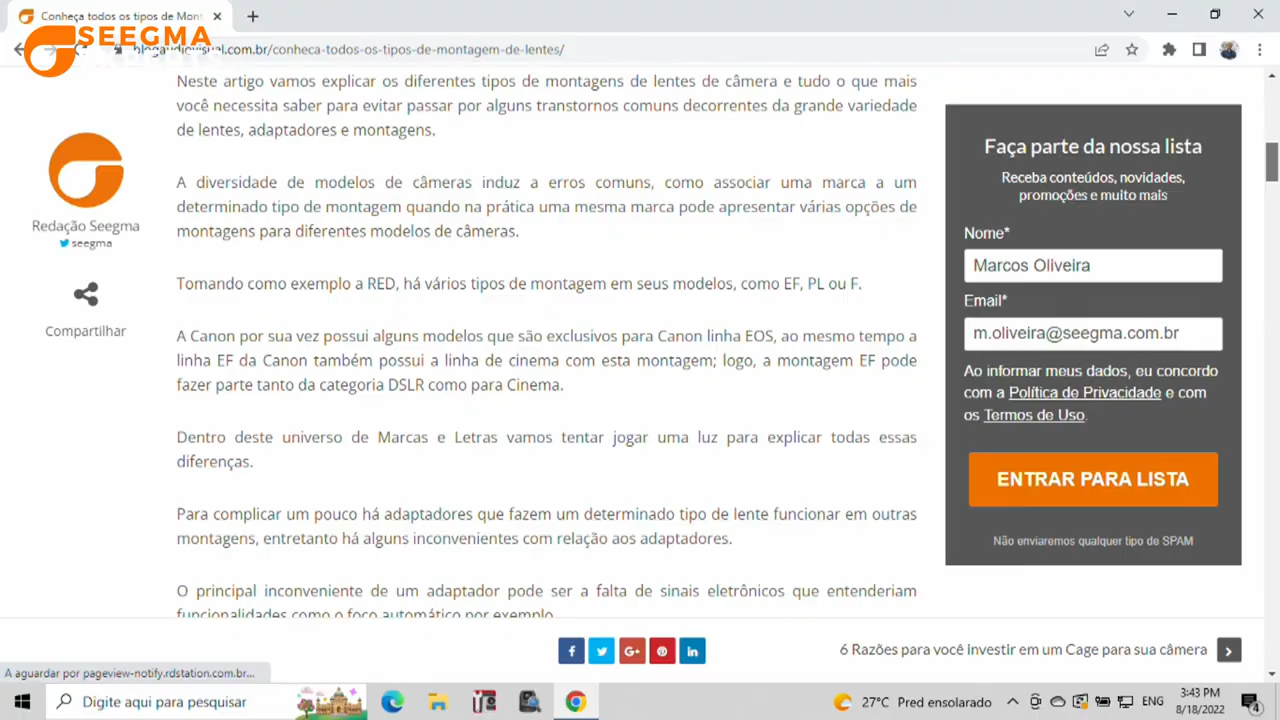 Conheça todos os tipos de Mont
SEEGMA
blogaudiovisual.com.br/conheca-todos-os-tipos-de-montagem-de-lentes/
Neste artigo vamos explicar os diferentes tipos de montagens de lentes de câmera e tudo o que mais
você necessita saber para evitar passar por alguns transtornos comuns decorrentes da grande variedade
de lentes, adaptadores e montagens.
A diversidade de modelos de câmeras induz a erros comuns, como associar uma marca a um
determinado tipo de montagem quando na prática uma mesma marca pode apresentar várias opções de
montagens para diferentes modelos de câmeras.
Tomando como exemplo a RED, há vários tipos de montagem em seus modelos, como EF, PL ou F.
A Canon por sua vez possui alguns modelos que são exclusivos para Canon linha EOS, ao mesmo tempo a
linha EF da Canon também possui a linha de cinema com esta montagem; logo, a montagem EF pode
fazer parte tanto da categoria DSLR como para Cinema.
Dentro deste universo de Marcas e Letras vamos tentar jogar uma luz para explicar todas essas
diferenças.
Para complicar um pouco há adaptadores que fazem um determinado tipo de lente funcionar em outras
montagens, entretanto há alguns inconvenientes com relação aos adaptadores.
O principal inconveniente de um adaptador pode ser a falta de sinais eletrônicos que entenderiam
funcionalidades como o foco automático por exemplo
Redação Seegma
seegma
Compartilhar
Faça parte da nossa lista
Receba conteúdos, novidades,
promoções e muito mais
Nome*
Marcos Oliveira
Email*
m.oliveira@seegma.com.br
Ao informar meus dados, eu concordo
com a Política de Privacidade e com
os Termos de Uso.
ENTRAR PARA LISTA
Não enviaremos qualquer tipo de SPAM
f
G+
in
6 Razões para você Investir em um Cage para sua câmera
A aguardar por pageview-notify.rdstation.com.br...
Digite aqui para pesquisar
27°C Pred ensolarado
ENG
3:43 PM
8/18/2022
4